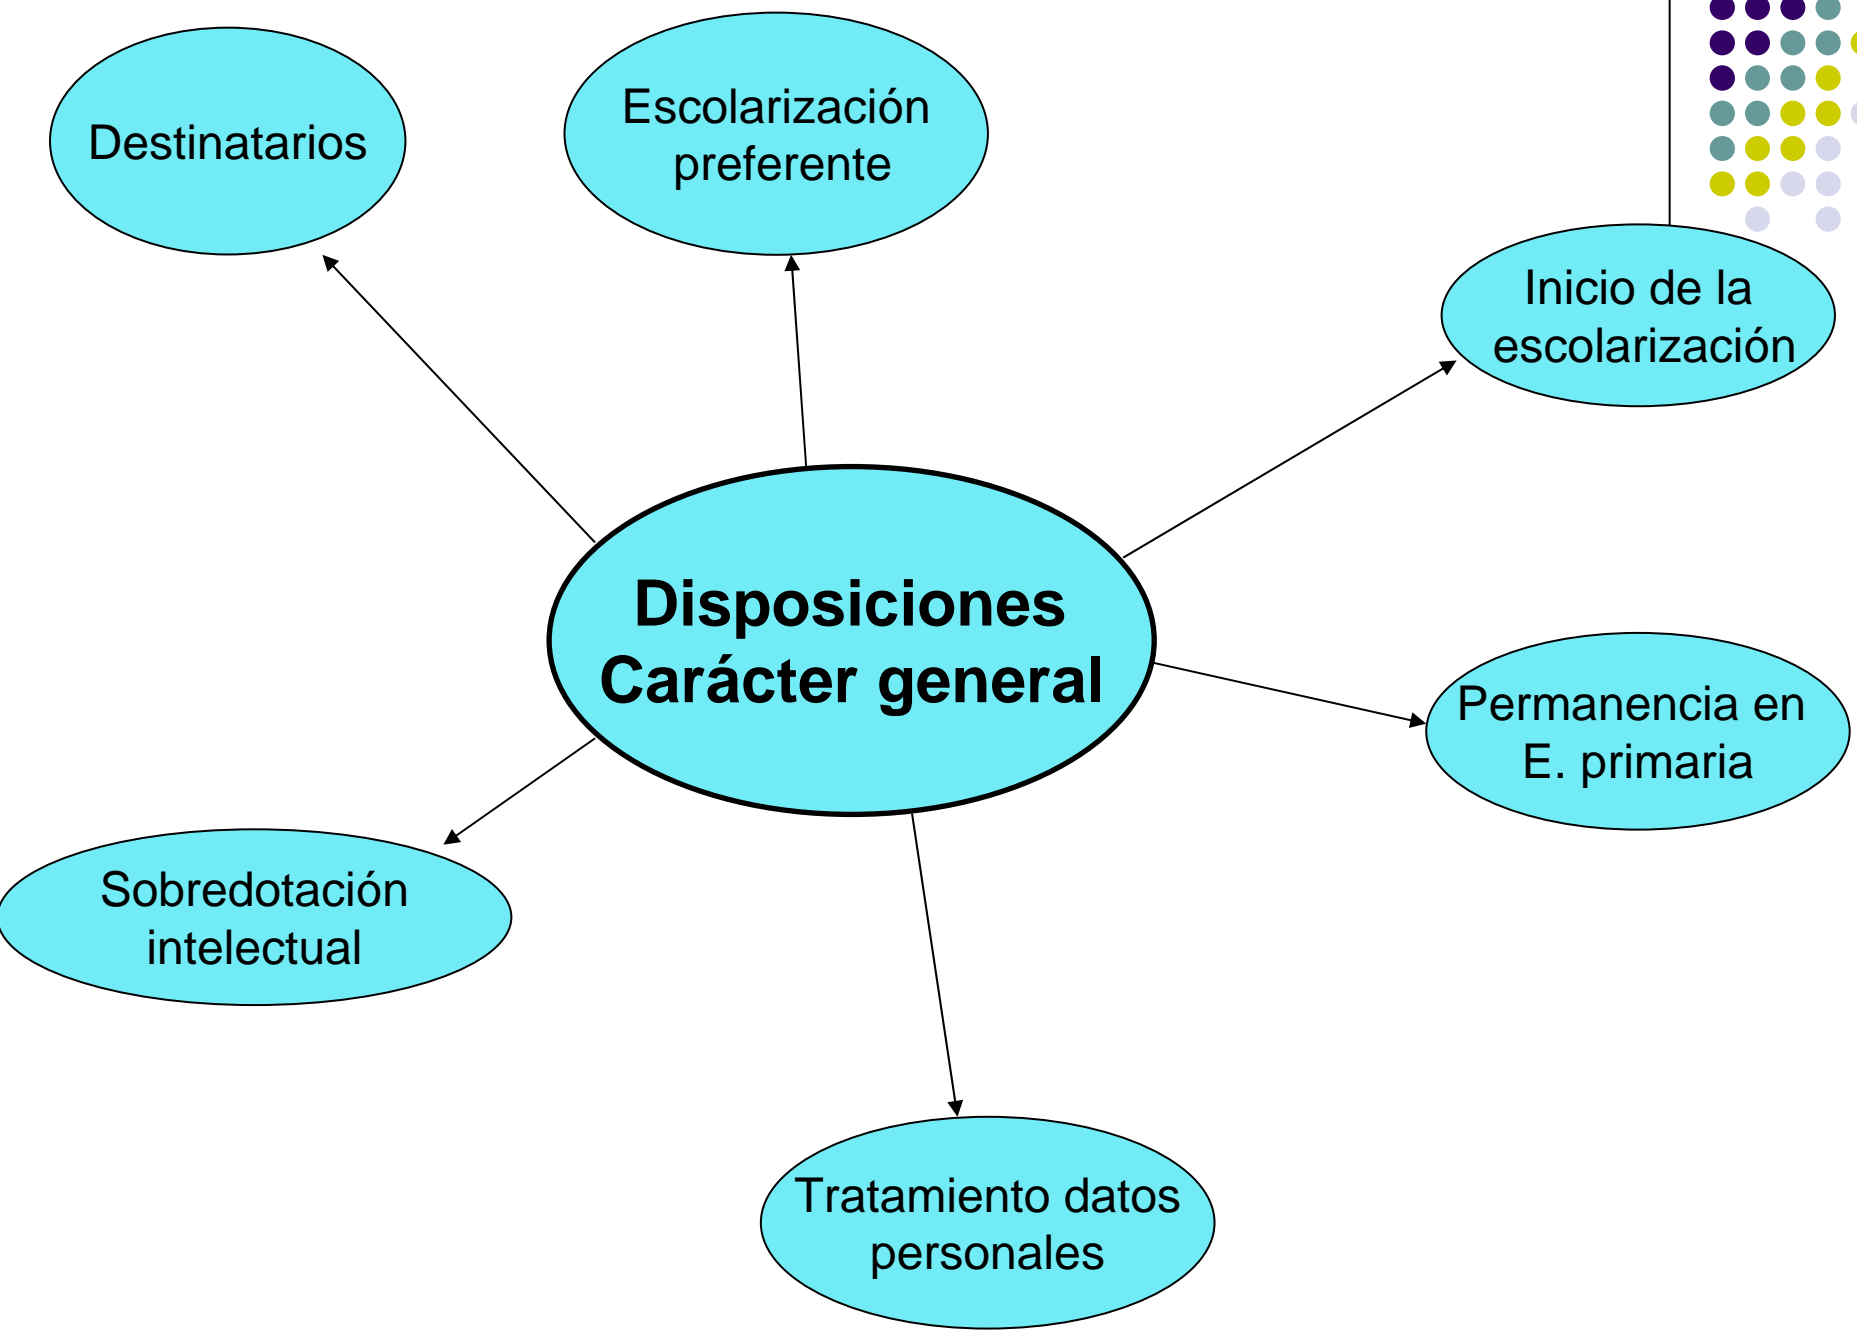 Destinatarios
Escolarización
preferente
Inicio de la
escolarización
Disposiciones
Carácter general
Permanencia en
E. primaria
Sobredotación
intelectual
Tratamiento datos
personales